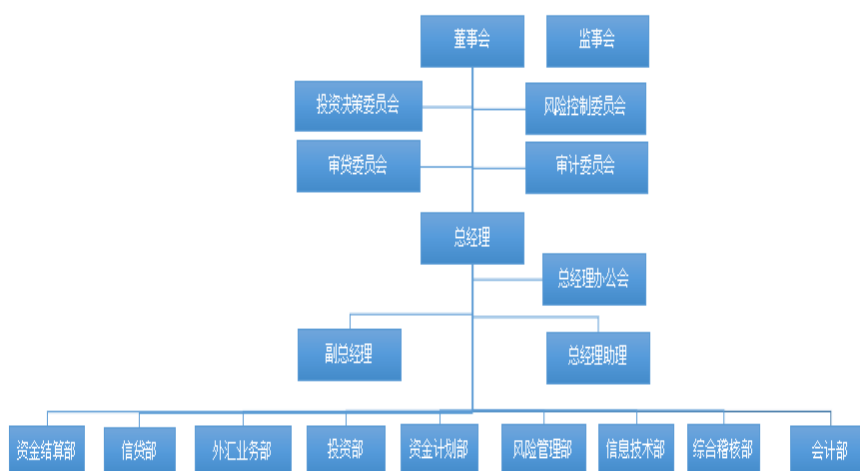 董事会
监事会
投资决策委员会
风险控制委员会
审贷委员会
审计委员会
总经理
总经理办公会
副总经理
总经理助理
资金结算部
信贷部
外汇业务部
投资部
资金计划部
风险管理部
信息技术部
综合稽核部
会计部